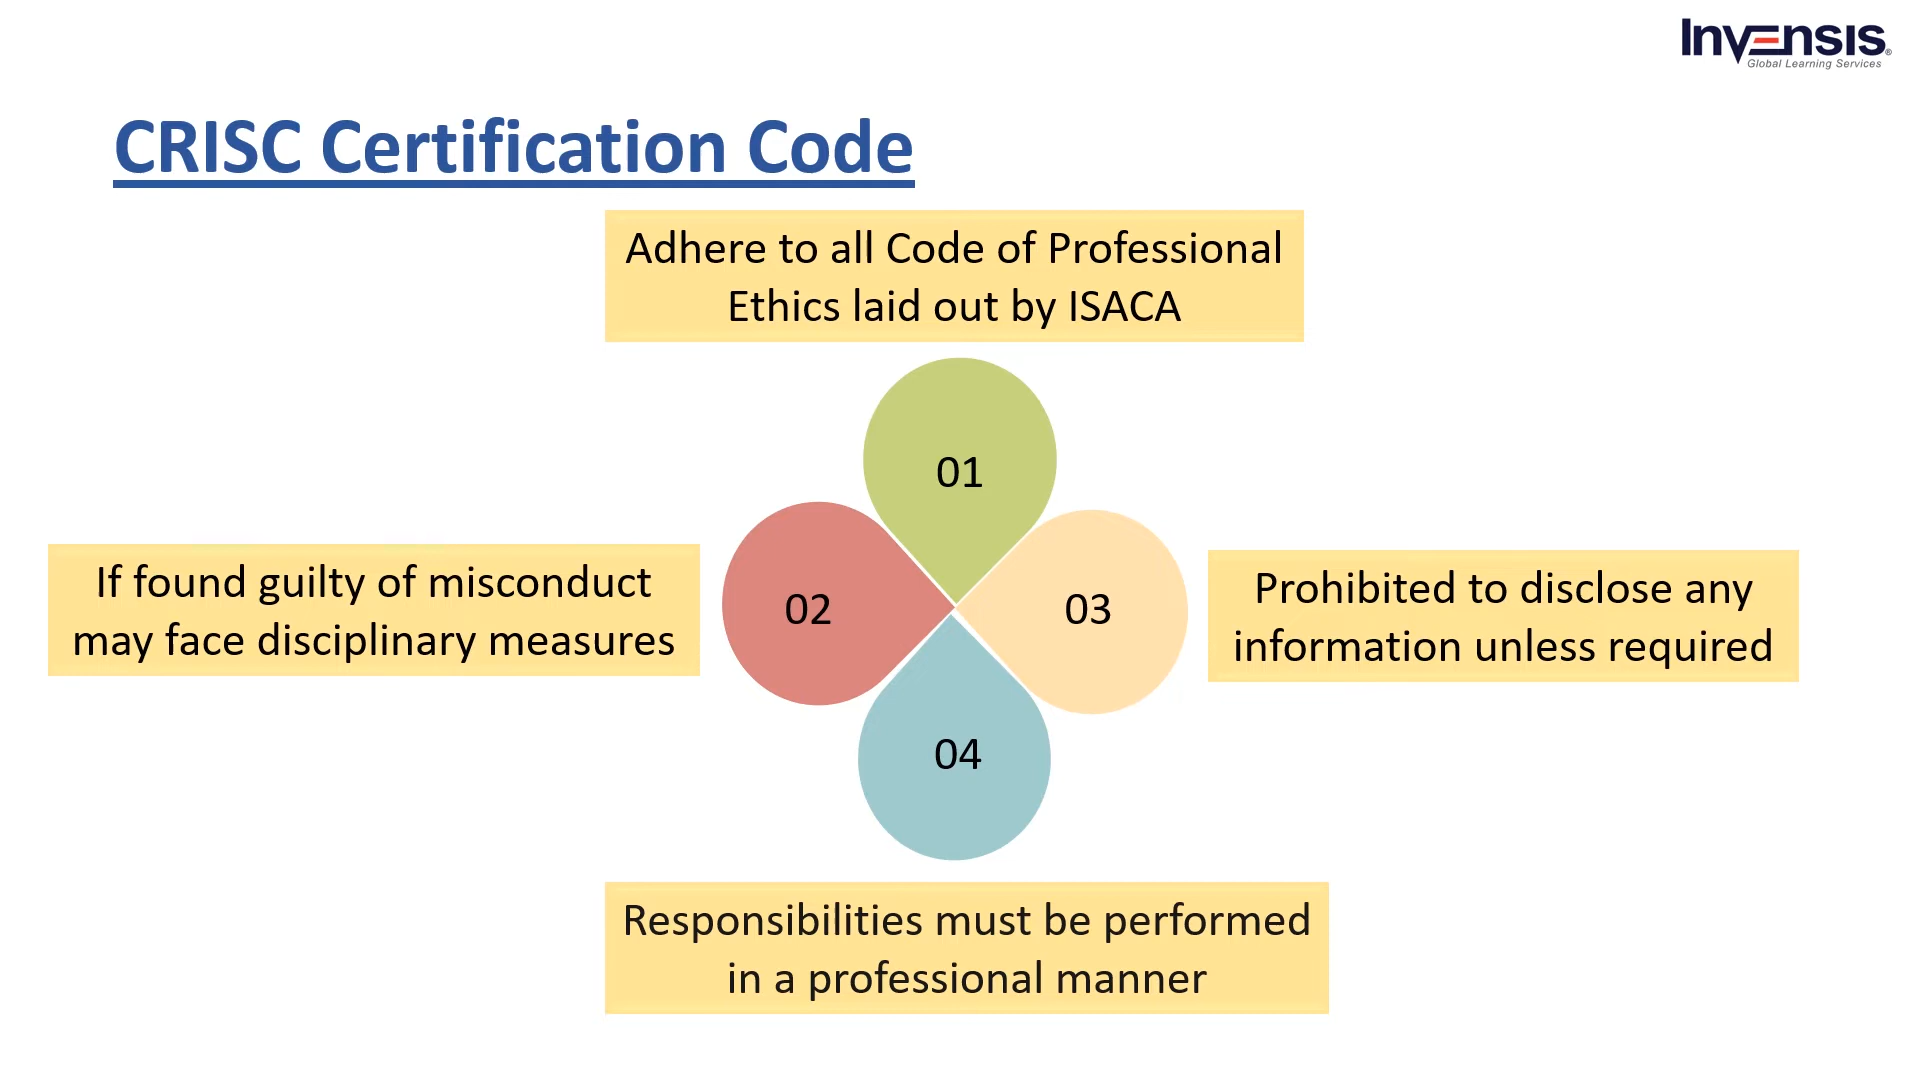 Invensis®
Global Learning Services
CRISC Certification Code
Adhere to all Code of Professional
Ethics laid out by ISACA
01
If found guilty of misconduct
may face disciplinary measures
02
03
Prohibited to disclose any
information unless required
04
Responsibilities must be performed
in a professional manner